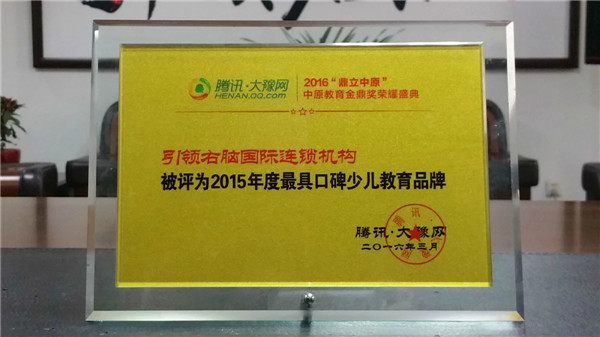 腾讯·大豫网
HENAN.QQ.com
2016“鼎立中原”
中原教育金鼎奖荣耀盛典
引领右脑国际连锁机构
被评为2015年度最具口碑少儿教育品牌
腾讯·大豫网
二〇一六年三月